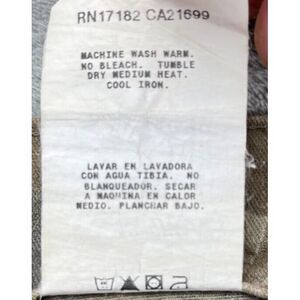 RN17182 CA21699
MACHINE WASH WARM.
NO BLEACH. TUMBLE
DRY MEDIUM HEAT.
COOL IRON.
LAVAR EN LAVADORA
CON AGUA TIBIA. NO
BLANQUEADOR. SECAR
A MAQUINA EN CALOR
MEDIO. PLANCHAR BAJO.